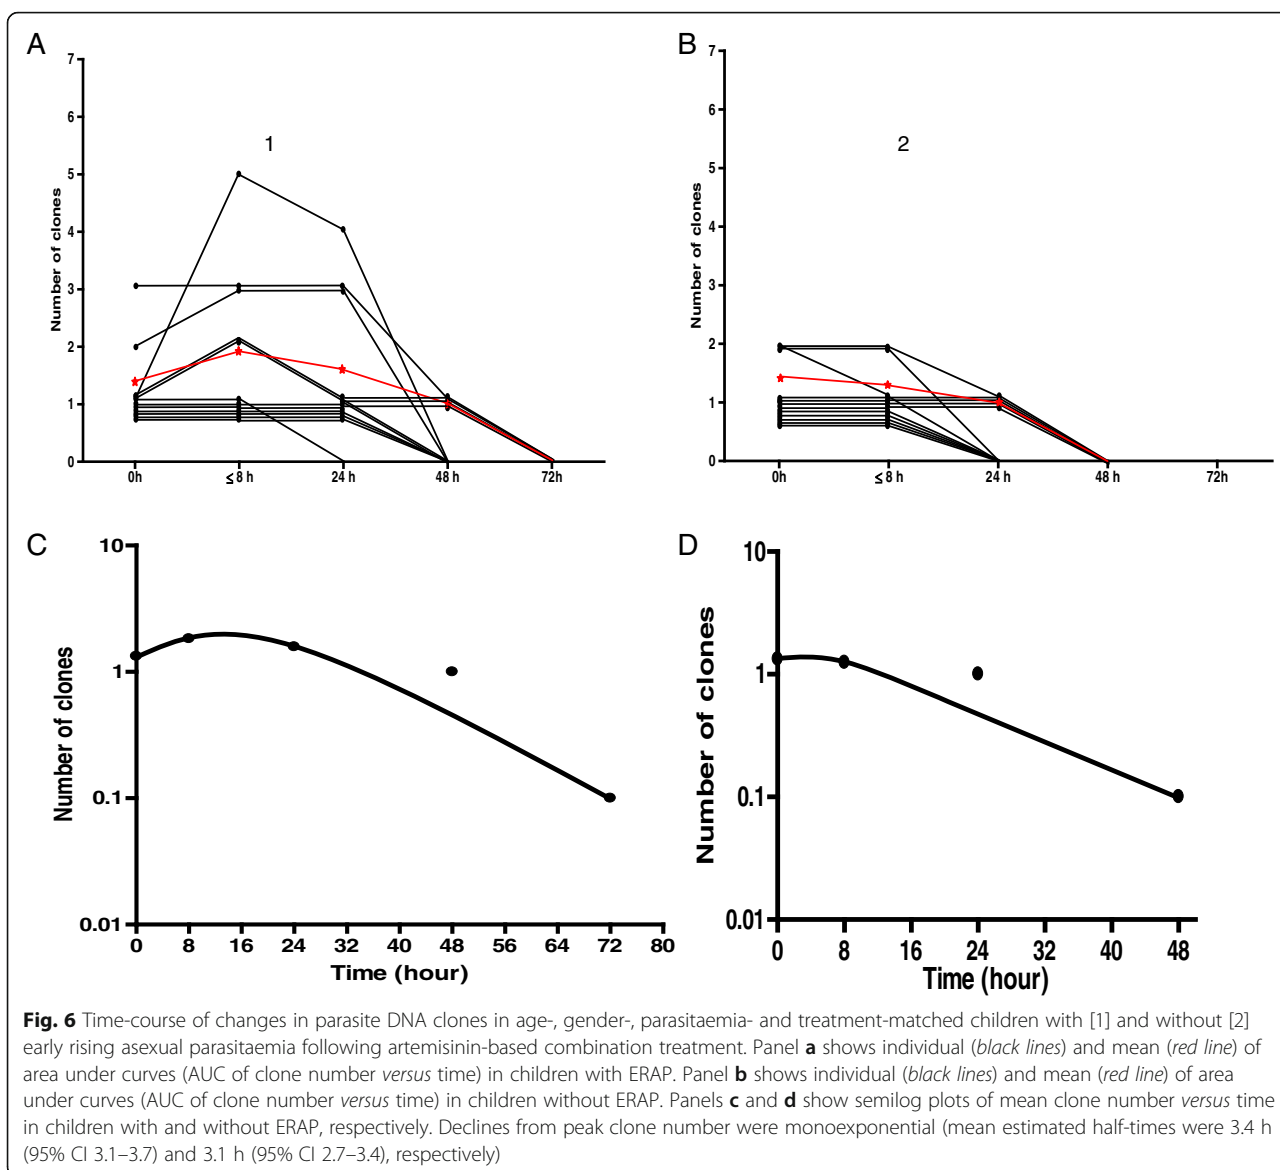 A
7
6
5
4
3
2
1
0
Number of clones
1
0h
≤ 8 h
24 h
48 h
72h
B
7
6
5
4
3
2
1
0
Number of clones
2
0h
≤ 8 h
24 h
48 h
72h
C
10
1
0.1
0.01
Number of clones
0 8 16 24 32 40 48 56 64 72 80
Time (hour)
D
10
1
0.1
0.01
Number of clones
0 8 16 24 32 40 48
Time (hour)
Fig. 6 Time-course of changes in parasite DNA clones in age-, gender-, parasitaemia- and treatment-matched children with [1] and without [2]
early rising asexual parasitaemia following artemisinin-based combination treatment. Panel a shows individual (black lines) and mean (red line) of
area under curves (AUC of clone number versus time) in children with ERAP. Panel b shows individual (black lines) and mean (red line) of area
under curves (AUC of clone number versus time) in children without ERAP. Panels c and d show semilog plots of mean clone number versus time
in children with and without ERAP, respectively. Declines from peak clone number were monoexponential (mean estimated half-times were 3.4 h
(95% CI 3.1–3.7) and 3.1 h (95% CI 2.7–3.4), respectively)